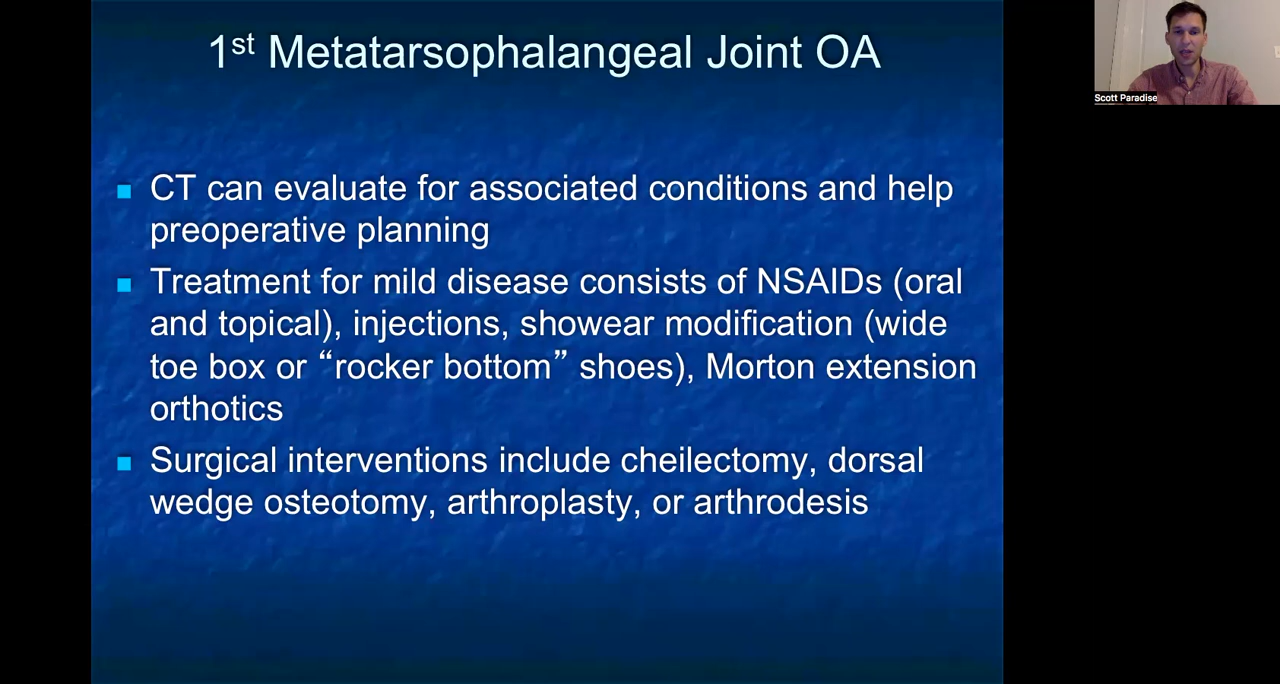 1st Metatarsophalangeal Joint OA
Scott Paradise
CT can evaluate for associated conditions and help
preoperative planning
Treatment for mild disease consists of NSAIDs (oral
and topical), injections, showear modification (wide
toe box or “rocker bottom” shoes), Morton extension
orthotics
Surgical interventions include cheilectomy, dorsal
wedge osteotomy, arthroplasty, or arthrodesis